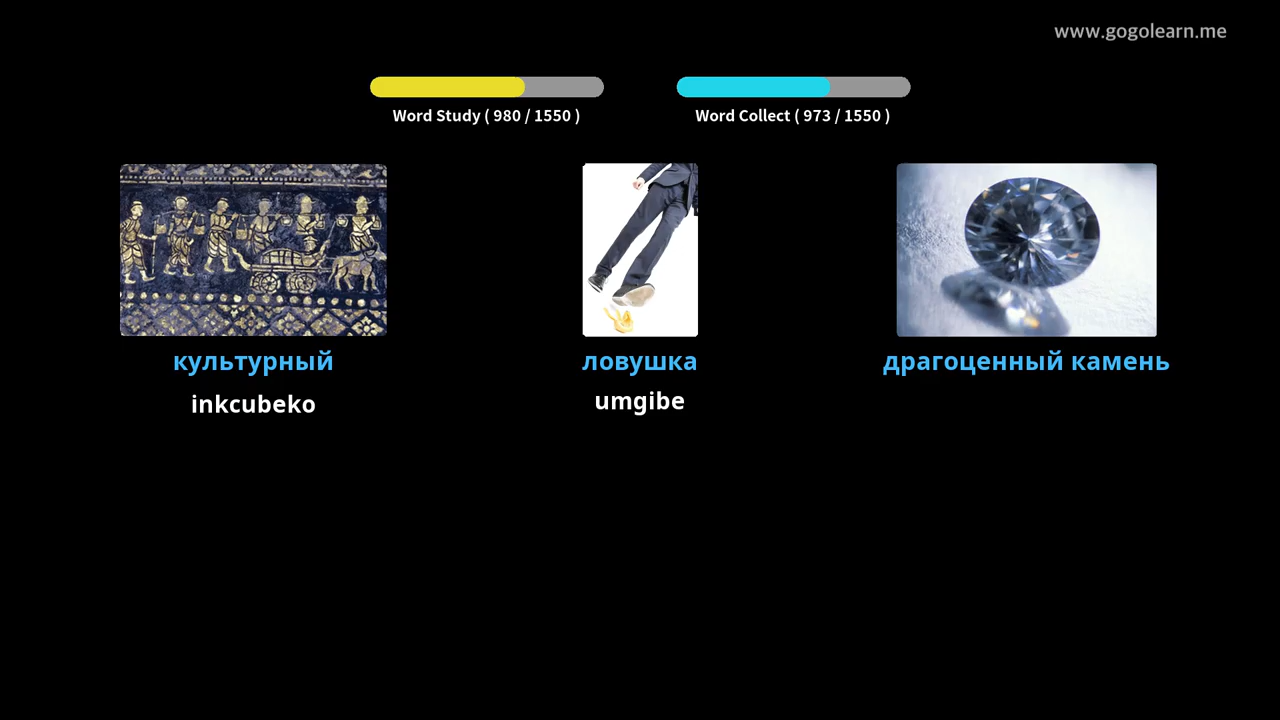 www.gogolearn.me
Word Study ( 980 / 1550 )
Word Collect ( 973 / 1550 )
культурный
ловушка
драгоценный камень
inkcubeko
umgibe